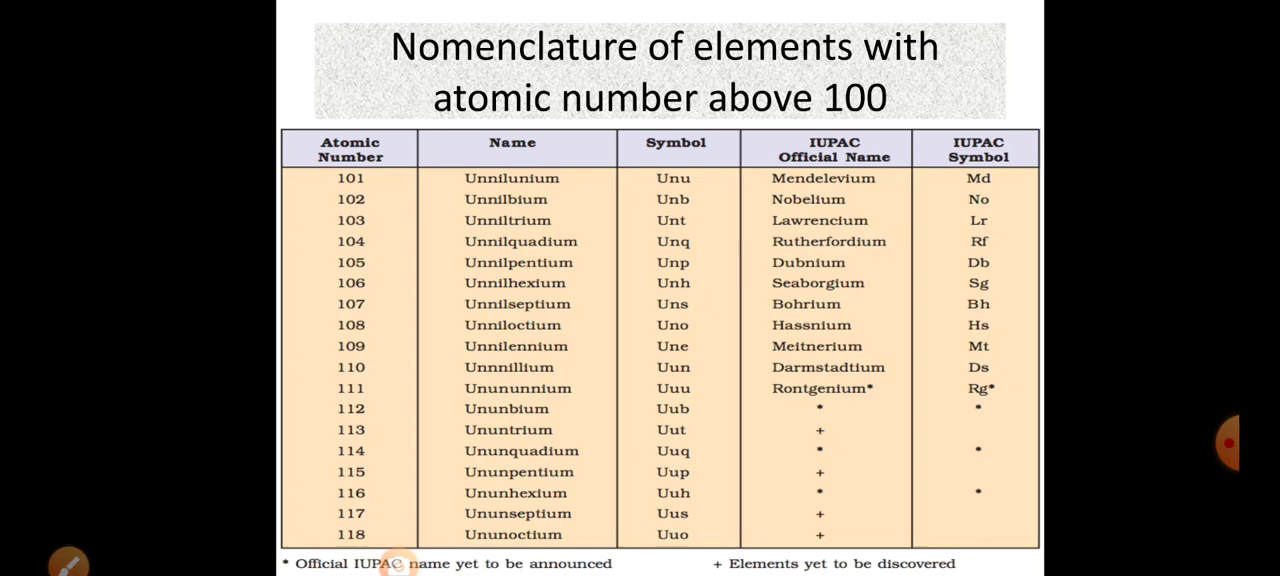 Nomenclature of elements with
atomic number above 100
Atomic Number Name Symbol IUPAC Official Name IUPAC Symbol
101 Unnilunium Unu Mendelevium Md
102 Unnilbium Unb Nobelium No
103 Unniltrium Unt Lawrencium Lr
104 Unnilquadium Unq Rutherfordium Rf
105 Unnilpentium Unp Dubnium Db
106 Unnilhexium Unh Seaborgium Sg
107 Unnilseptium Uns Bohrium Bh
108 Unniloctium Uno Hassnium Hs
109 Unnilennium Une Meitnerium Mt
110 Unnnillium Uun Darmstadtium Ds
111 Unununnium Uuu Rontgenium* Rg*
112 Ununbium Uub * *
113 Ununtrium Uut +
114 Ununquadium Uuq * *
115 Ununpentium Uup +
116 Ununhexium Uuh * *
117 Ununseptium Uus +
118 Ununoctium Uuo +
* Official IUPAC name yet to be announced + Elements yet to be discovered